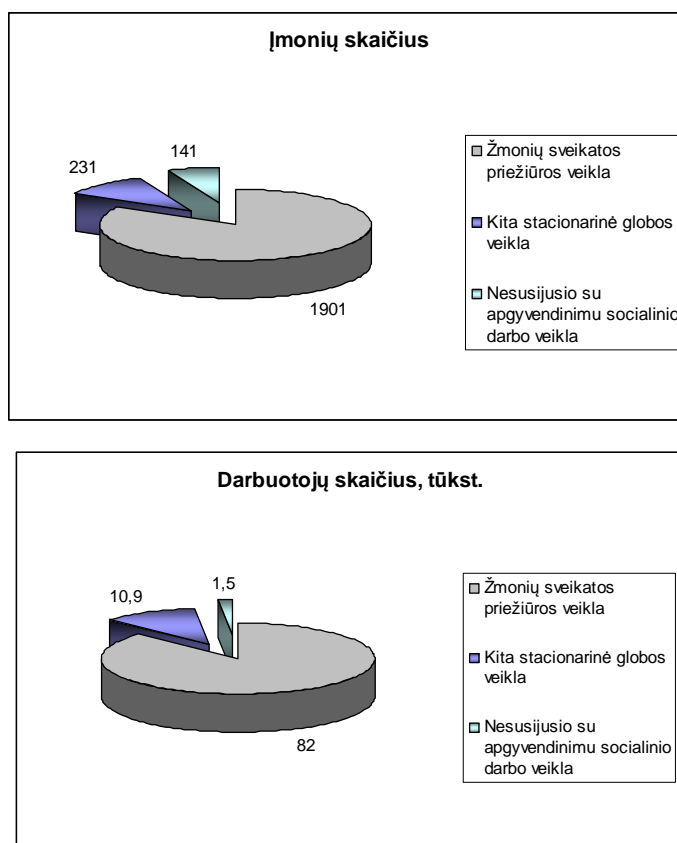 Įmonių skaičius
231
141
1901
Žmonių sveikatos
priežiūros veikla
Kita stacionarinė globos
veikla
Nesusijusio su
apgyvendinimu socialinio
darbo veikla
Darbuotojų skaičius, tūkst.
10,9
1,5
82
Žmonių sveikatos
priežiūros veikla
Kita stacionarinė globos
veikla
Nesusijusio su
apgyvendinimu socialinio
darbo veikla